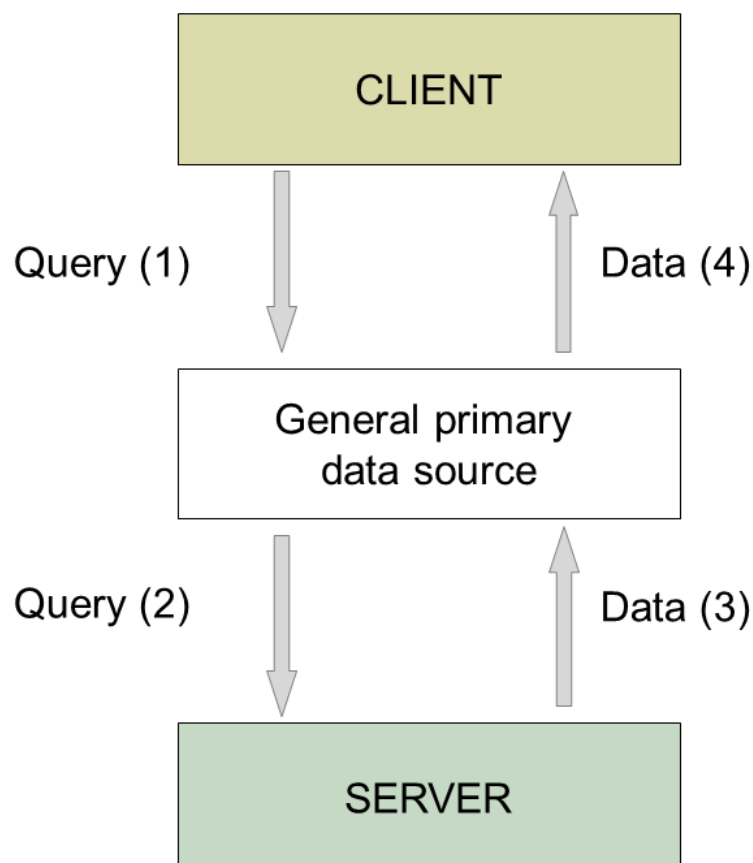 CLIENT
Query (1)
Data (4)
General primary
data source
Query (2)
Data (3)
SERVER